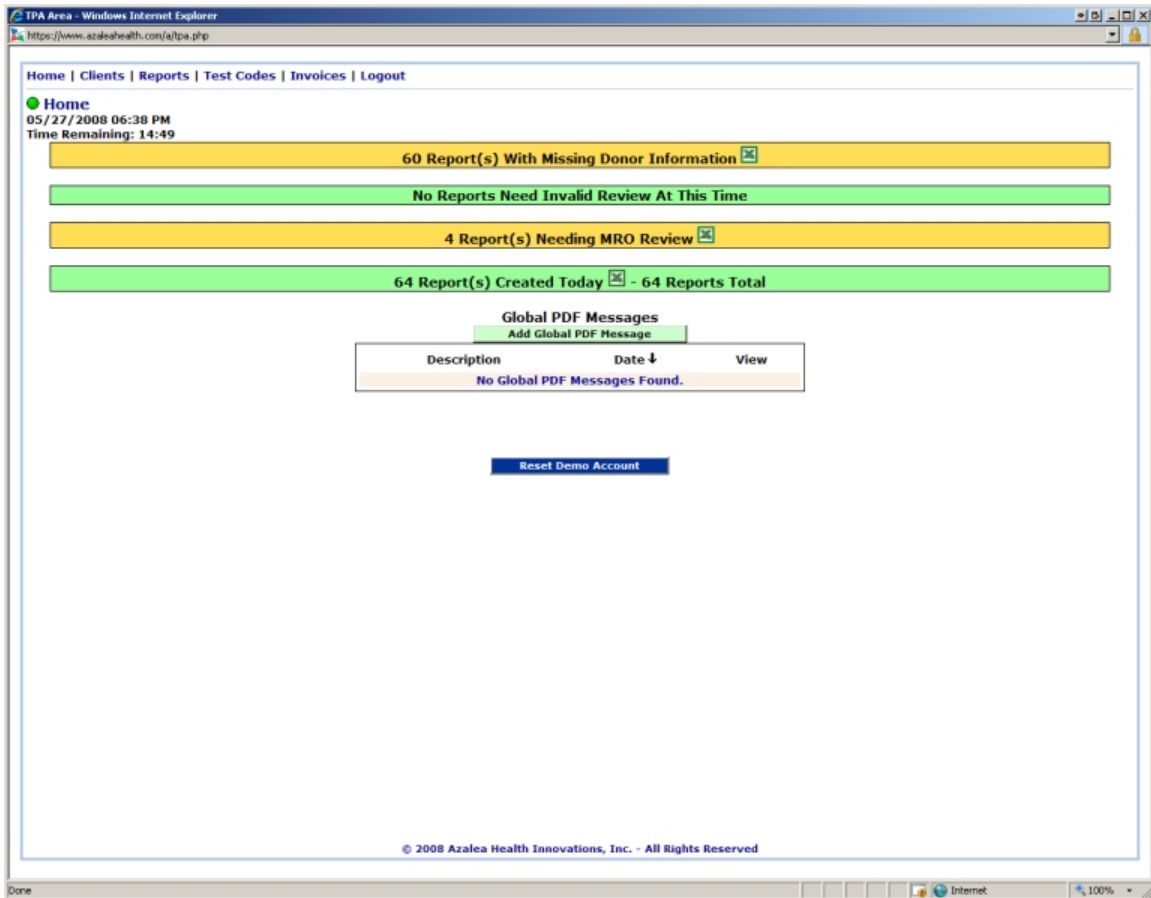 TPA Area - Windows Internet Explorer
https://www.azaleahealth.com/a/tpa.php
Home | Clients | Reports | Test Codes | Invoices | Logout
Home
05/27/2008 06:38 PM
Time Remaining: 14:49
60 Report(s) With Missing Donor Information
No Reports Need Invalid Review At This Time
4 Report(s) Needing MRO Review
64 Report(s) Created Today - 64 Reports Total
Global PDF Messages
Add Global PDF Message
Description Date↓ View
No Global PDF Messages Found.
Reset Demo Account
© 2008 Azalea Health Innovations, Inc. - All Rights Reserved
Done Internet 100%